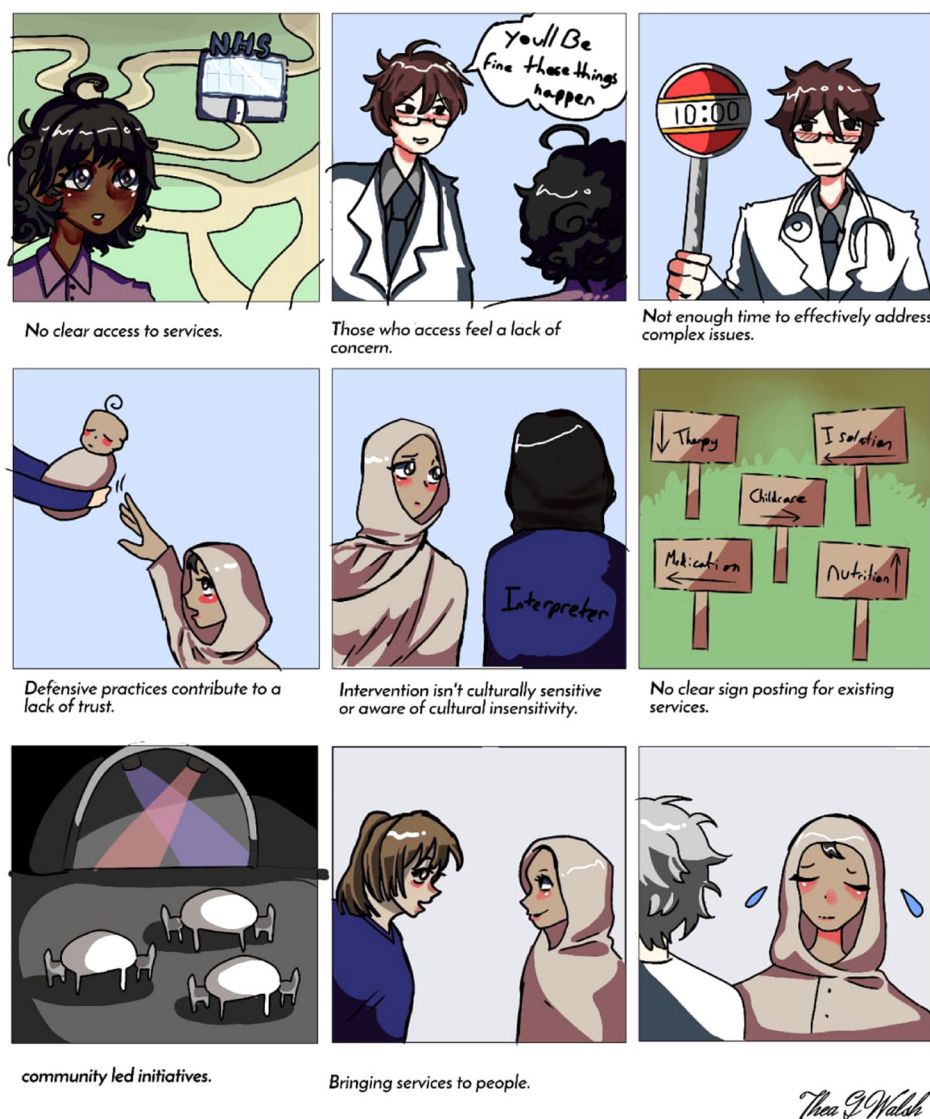 NHS
You'll Be
fine those things
happen
10:00
No clear access to services.
Those who access feel a lack of
concern.
Not enough time to effectively address
complex issues.
Interpreter
Therapy
Isolation
Childcare
Medication
nutrition
Defensive practices contribute to a
lack of trust.
Intervention isn't culturally sensitive
or aware of cultural insensitivity.
No clear sign posting for existing
services.
community led initiatives.
Bringing services to people.
Thea G Walsh